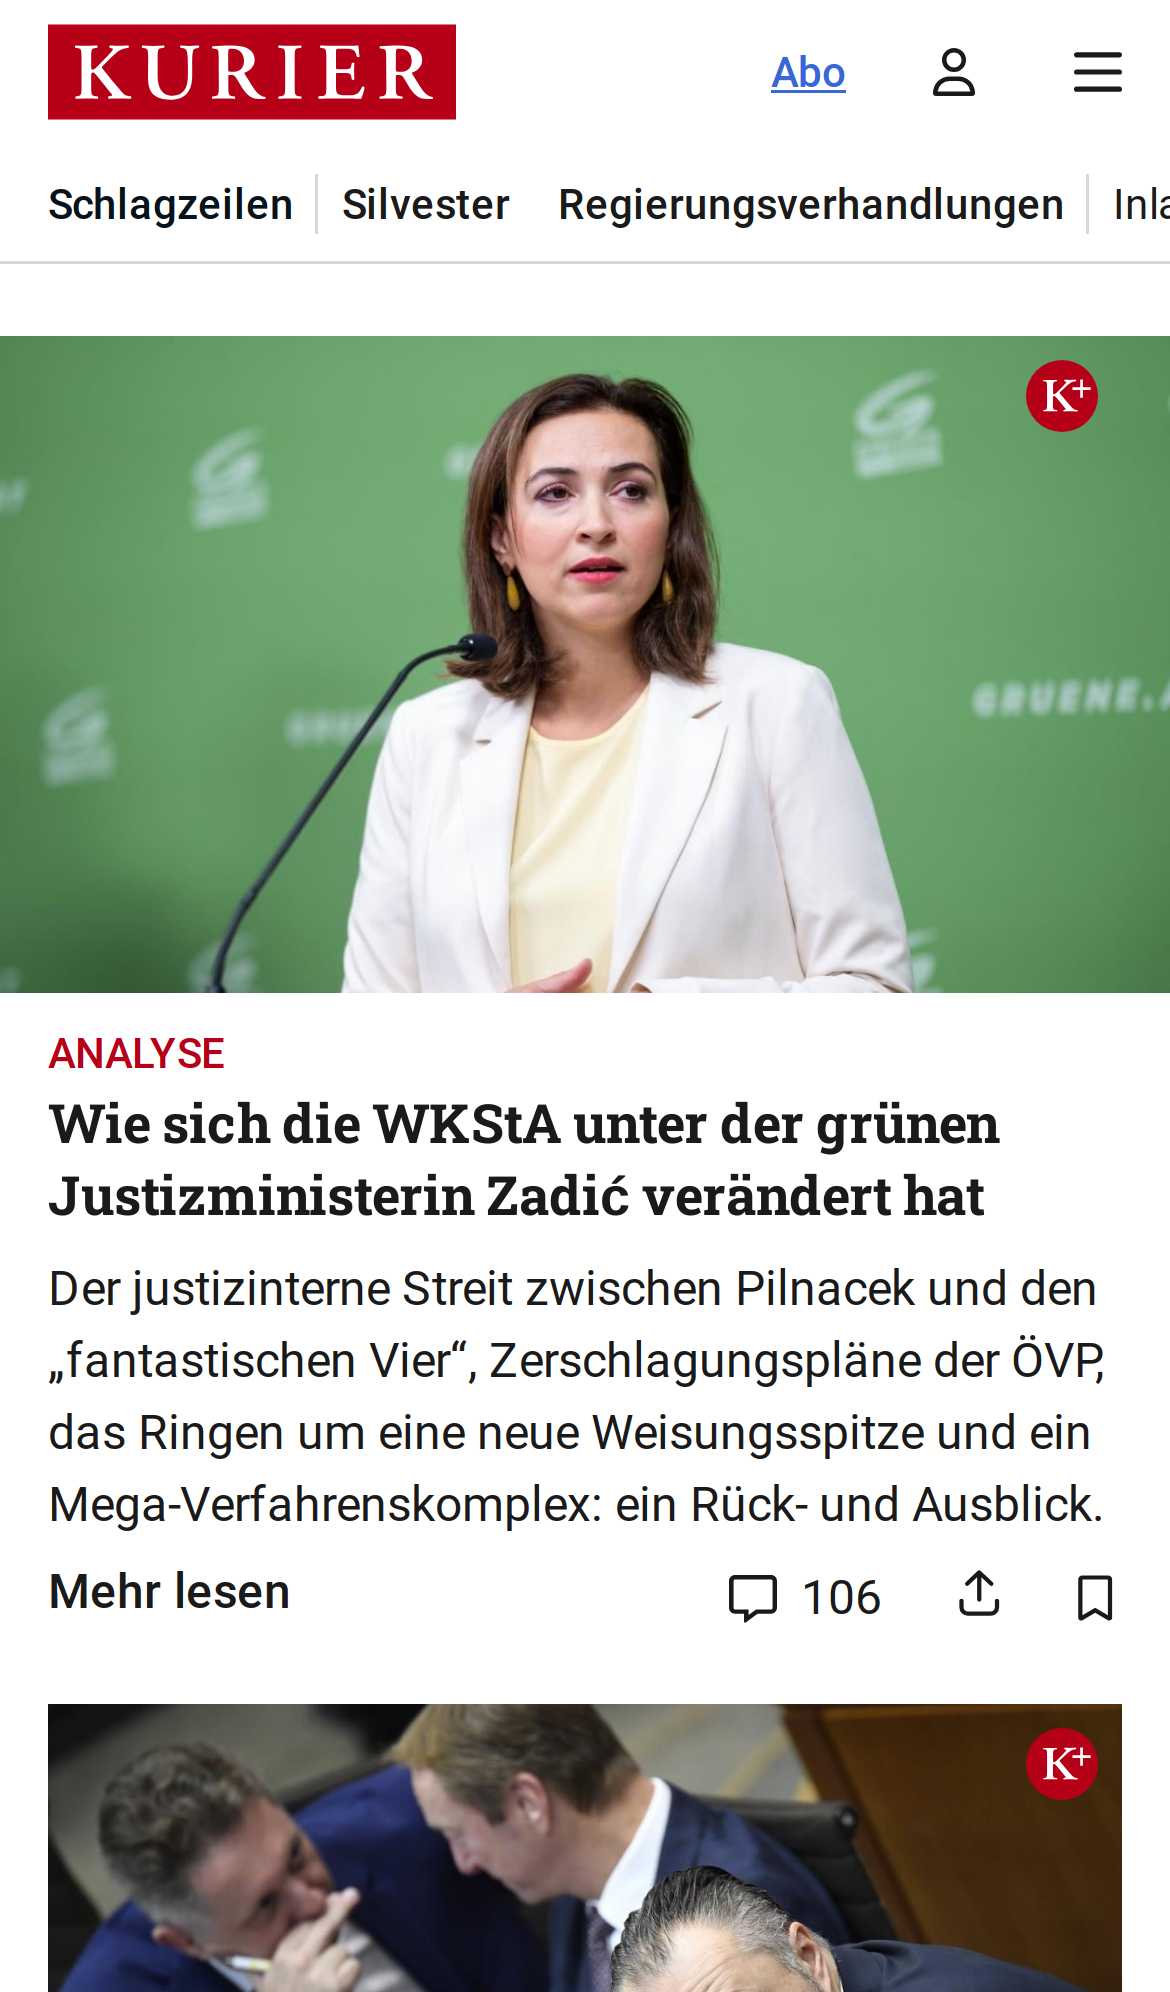 KURIER
Abo
Schlagzeilen
Silvester
Regierungsverhandlungen
Inla
K+
GRUENE.A
ANALYSE
Wie sich die WKStA unter der grünen
Justizministerin Zadić verändert hat
Der justizinterne Streit zwischen Pilnacek und den
„fantastischen Vier“, Zerschlagungspläne der ÖVP,
das Ringen um eine neue Weisungsspitze und ein
Mega-Verfahrenskomplex: ein Rück- und Ausblick.
Mehr lesen
106
K+